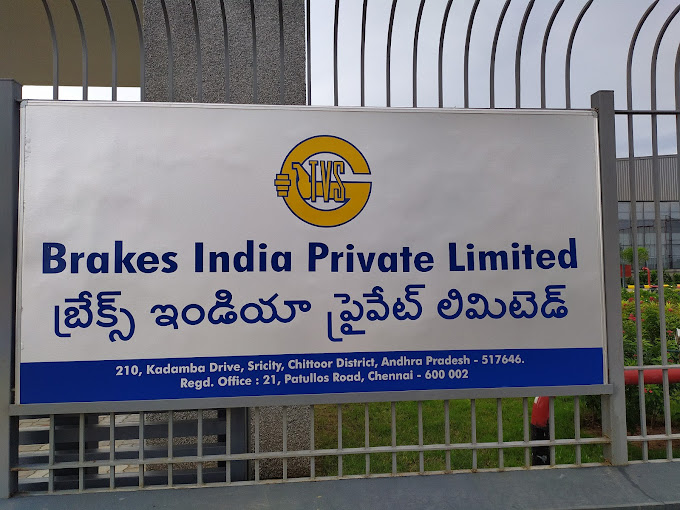 TVS
Brakes India Private Limited
బ్రేక్స్ ఇండియా ప్రైవేట్ లిమిటెడ్
210, Kadamba Drive, Sricity, Chittoor District, Andhra Pradesh - 517646.
Regd. Office : 21, Patullos Road, Chennai - 600 002